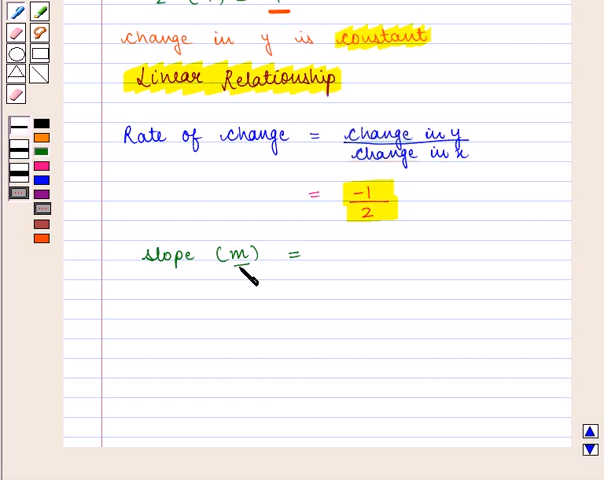 change in y is constant
Linear Relationship
Rate of change = change in y / change in x
= -1/2
slope (m) =